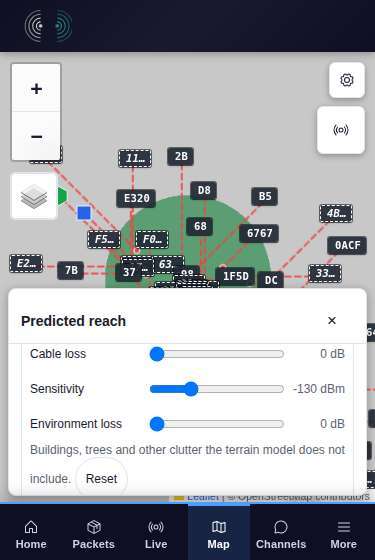 +
−
11…
2B
E320
D8
B5
4B…
68
F5…
F0…
6767
0ACF
E2…
7B
37
63…
98
1F5D
DC
33…
Predicted reach
×
Cable loss
0 dB
Sensitivity
-130 dBm
Environment loss
0 dB
Buildings, trees and other clutter the terrain model does not
include. Reset
Leaflet | © OpenStreetMap contributors
Home
Packets
Live
Map
Channels
More